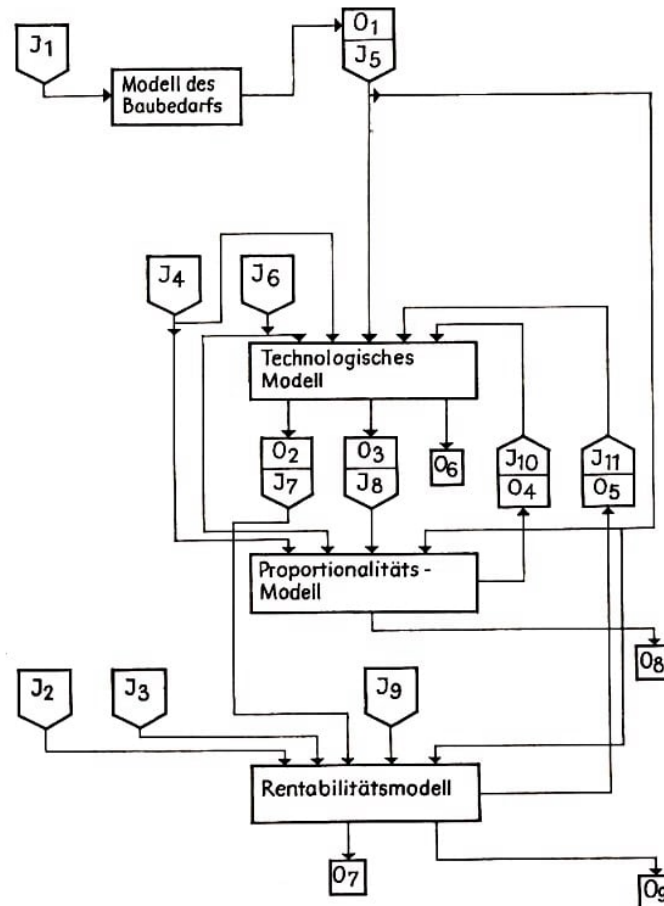 J1
O1
J5
Modell des
Baubedarfs
J4
J6
Technologisches
Modell
O2
J7
O3
J8
O6
J10
O4
J11
O5
Proportionalitäts-
Modell
O8
J2
J3
J9
Rentabilitätsmodell
O7
O9